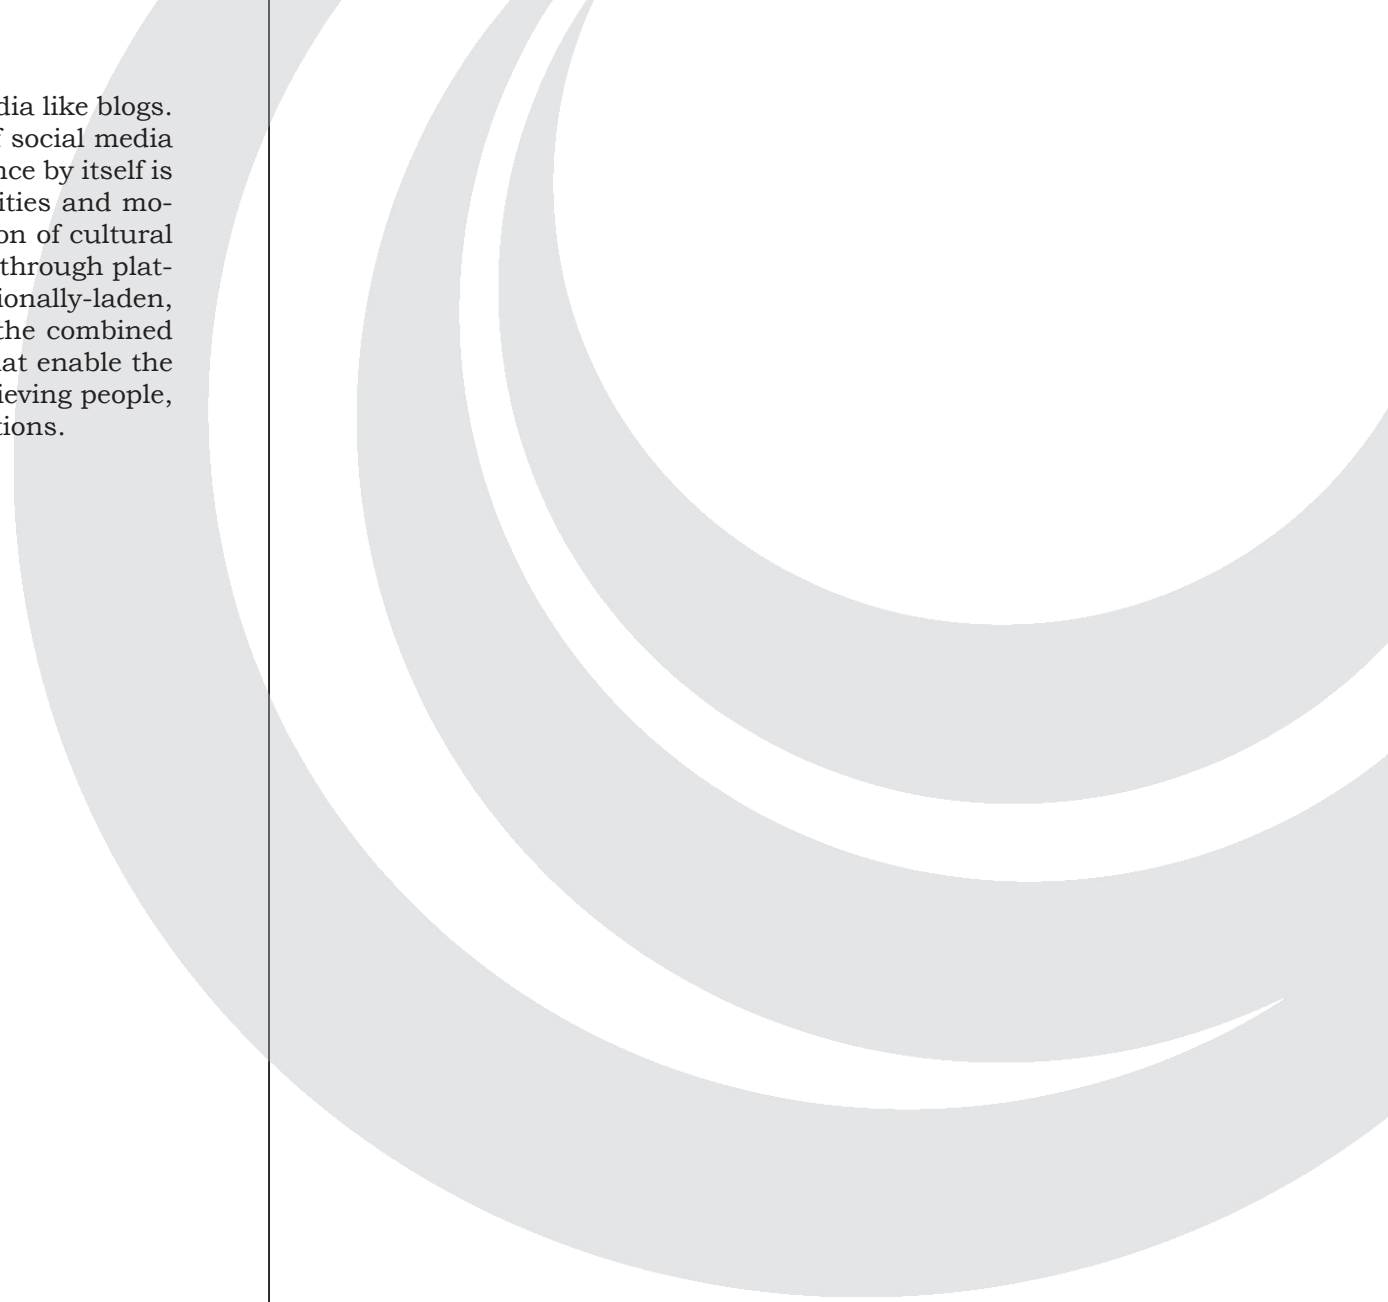 dia like blogs.
social media
nce by itself is
ities and mo-
on of cultural
through plat-
ionally-laden,
the combined
at enable the
ieving people,
tions.